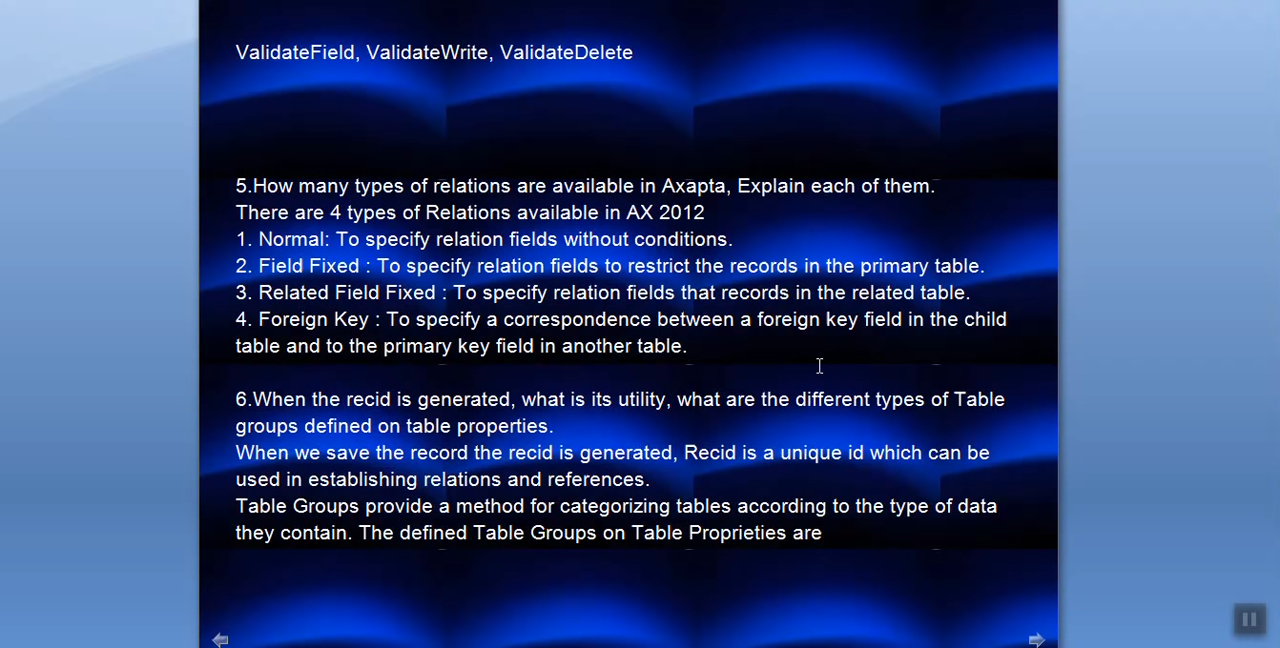 ValidateField, ValidateWrite, ValidateDelete
5.How many types of relations are available in Axapta, Explain each of them.
There are 4 types of Relations available in AX 2012
1. Normal: To specify relation fields without conditions.
2. Field Fixed : To specify relation fields to restrict the records in the primary table.
3. Related Field Fixed : To specify relation fields that records in the related table.
4. Foreign Key : To specify a correspondence between a foreign key field in the child
table and to the primary key field in another table.
6.When the recid is generated, what is its utility, what are the different types of Table
groups defined on table properties.
When we save the record the recid is generated, Recid is a unique id which can be
used in establishing relations and references.
Table Groups provide a method for categorizing tables according to the type of data
they contain. The defined Table Groups on Table Proprieties are